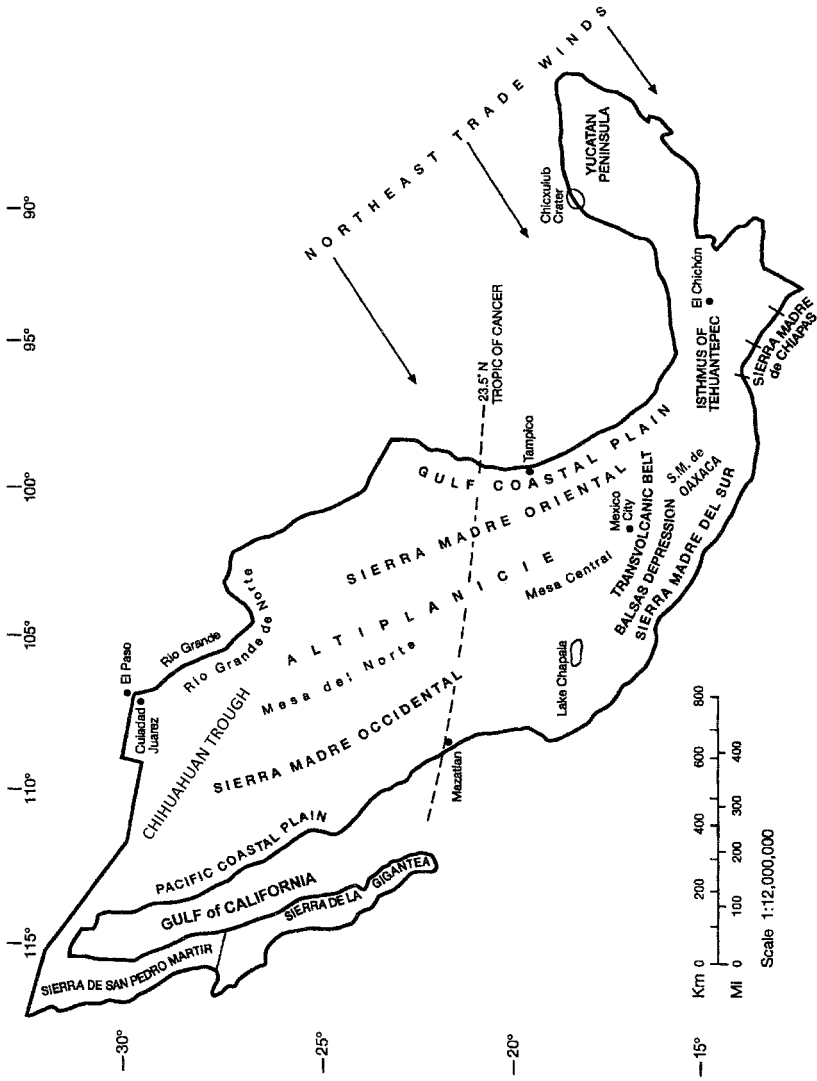 115°
110°
105°
100°
95°
90°
—30°
—25°
—20°
—15°
El Paso
Cuiadad
Juarez
Rio Grande
Rio Grande de Norte
CHIHUAHUAN TROUGH
SIERRA DE SAN PEDRO MARTIR
GULF of CALIFORNIA
PACIFIC COASTAL PLAIN
SIERRA DE LA GIGANTEA
SIERRA MADRE OCCIDENTAL
Mesa del Norte
ALTIPLANICIE
SIERRA MADRE ORIENTAL
GULF COASTAL PLAIN
23.5° N
TROPIC OF CANCER
NORTHEAST TRADE WINDS
Mazatlan
Tampico
Mesa Central
Lake Chapala
Mexico
City
TRANSVOLCANIC BELT
BALSAS DEPRESSION
SIERRA MADRE DEL SUR
S.M. de
OAXACA
ISTHMUS OF
TEHUANTEPEC
El Chichón
SIERRA MADRE
de CHIAPAS
Chicxulub
Crater
YUCATAN
PENINSULA
Km 200 400 600 800
MI 0 100 200 300 400
Scale 1:12,000,000